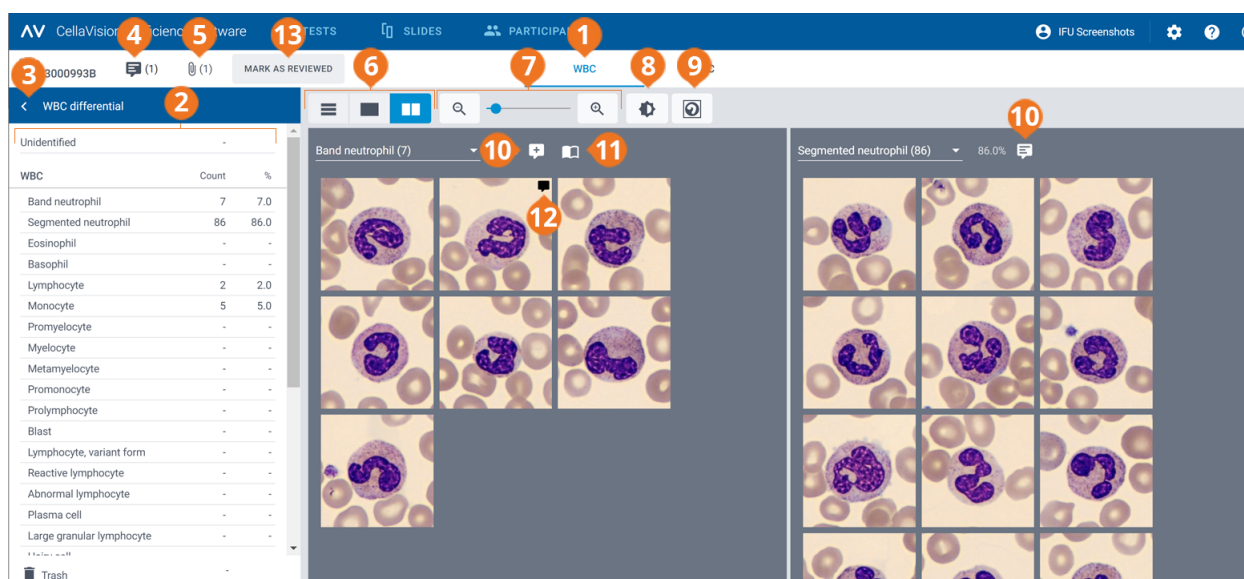 4 5 13 1
CellaVision iciency ware TESTS SLIDES PARTICIPA IFU Screenshots
3 3000993B (1) (1) MARK AS REVIEWED 6 7 WBC 8 9 C
WBC differential 2
10
Unidentified -
Band neutrophil (7) 10 11 Segmented neutrophil (86) 86.0%
WBC Count %
Band neutrophil 7 7.0
12
Segmented neutrophil 86 86.0
Eosinophil - -
Basophil - -
Lymphocyte 2 2.0
Monocyte 5 5.0
Promyelocyte - -
Myelocyte - -
Metamyelocyte - -
Promonocyte - -
Prolymphocyte - -
Blast - -
Lymphocyte, variant form - -
Reactive lymphocyte - -
Abnormal lymphocyte - -
Plasma cell - -
Large granular lymphocyte - -
Trash -